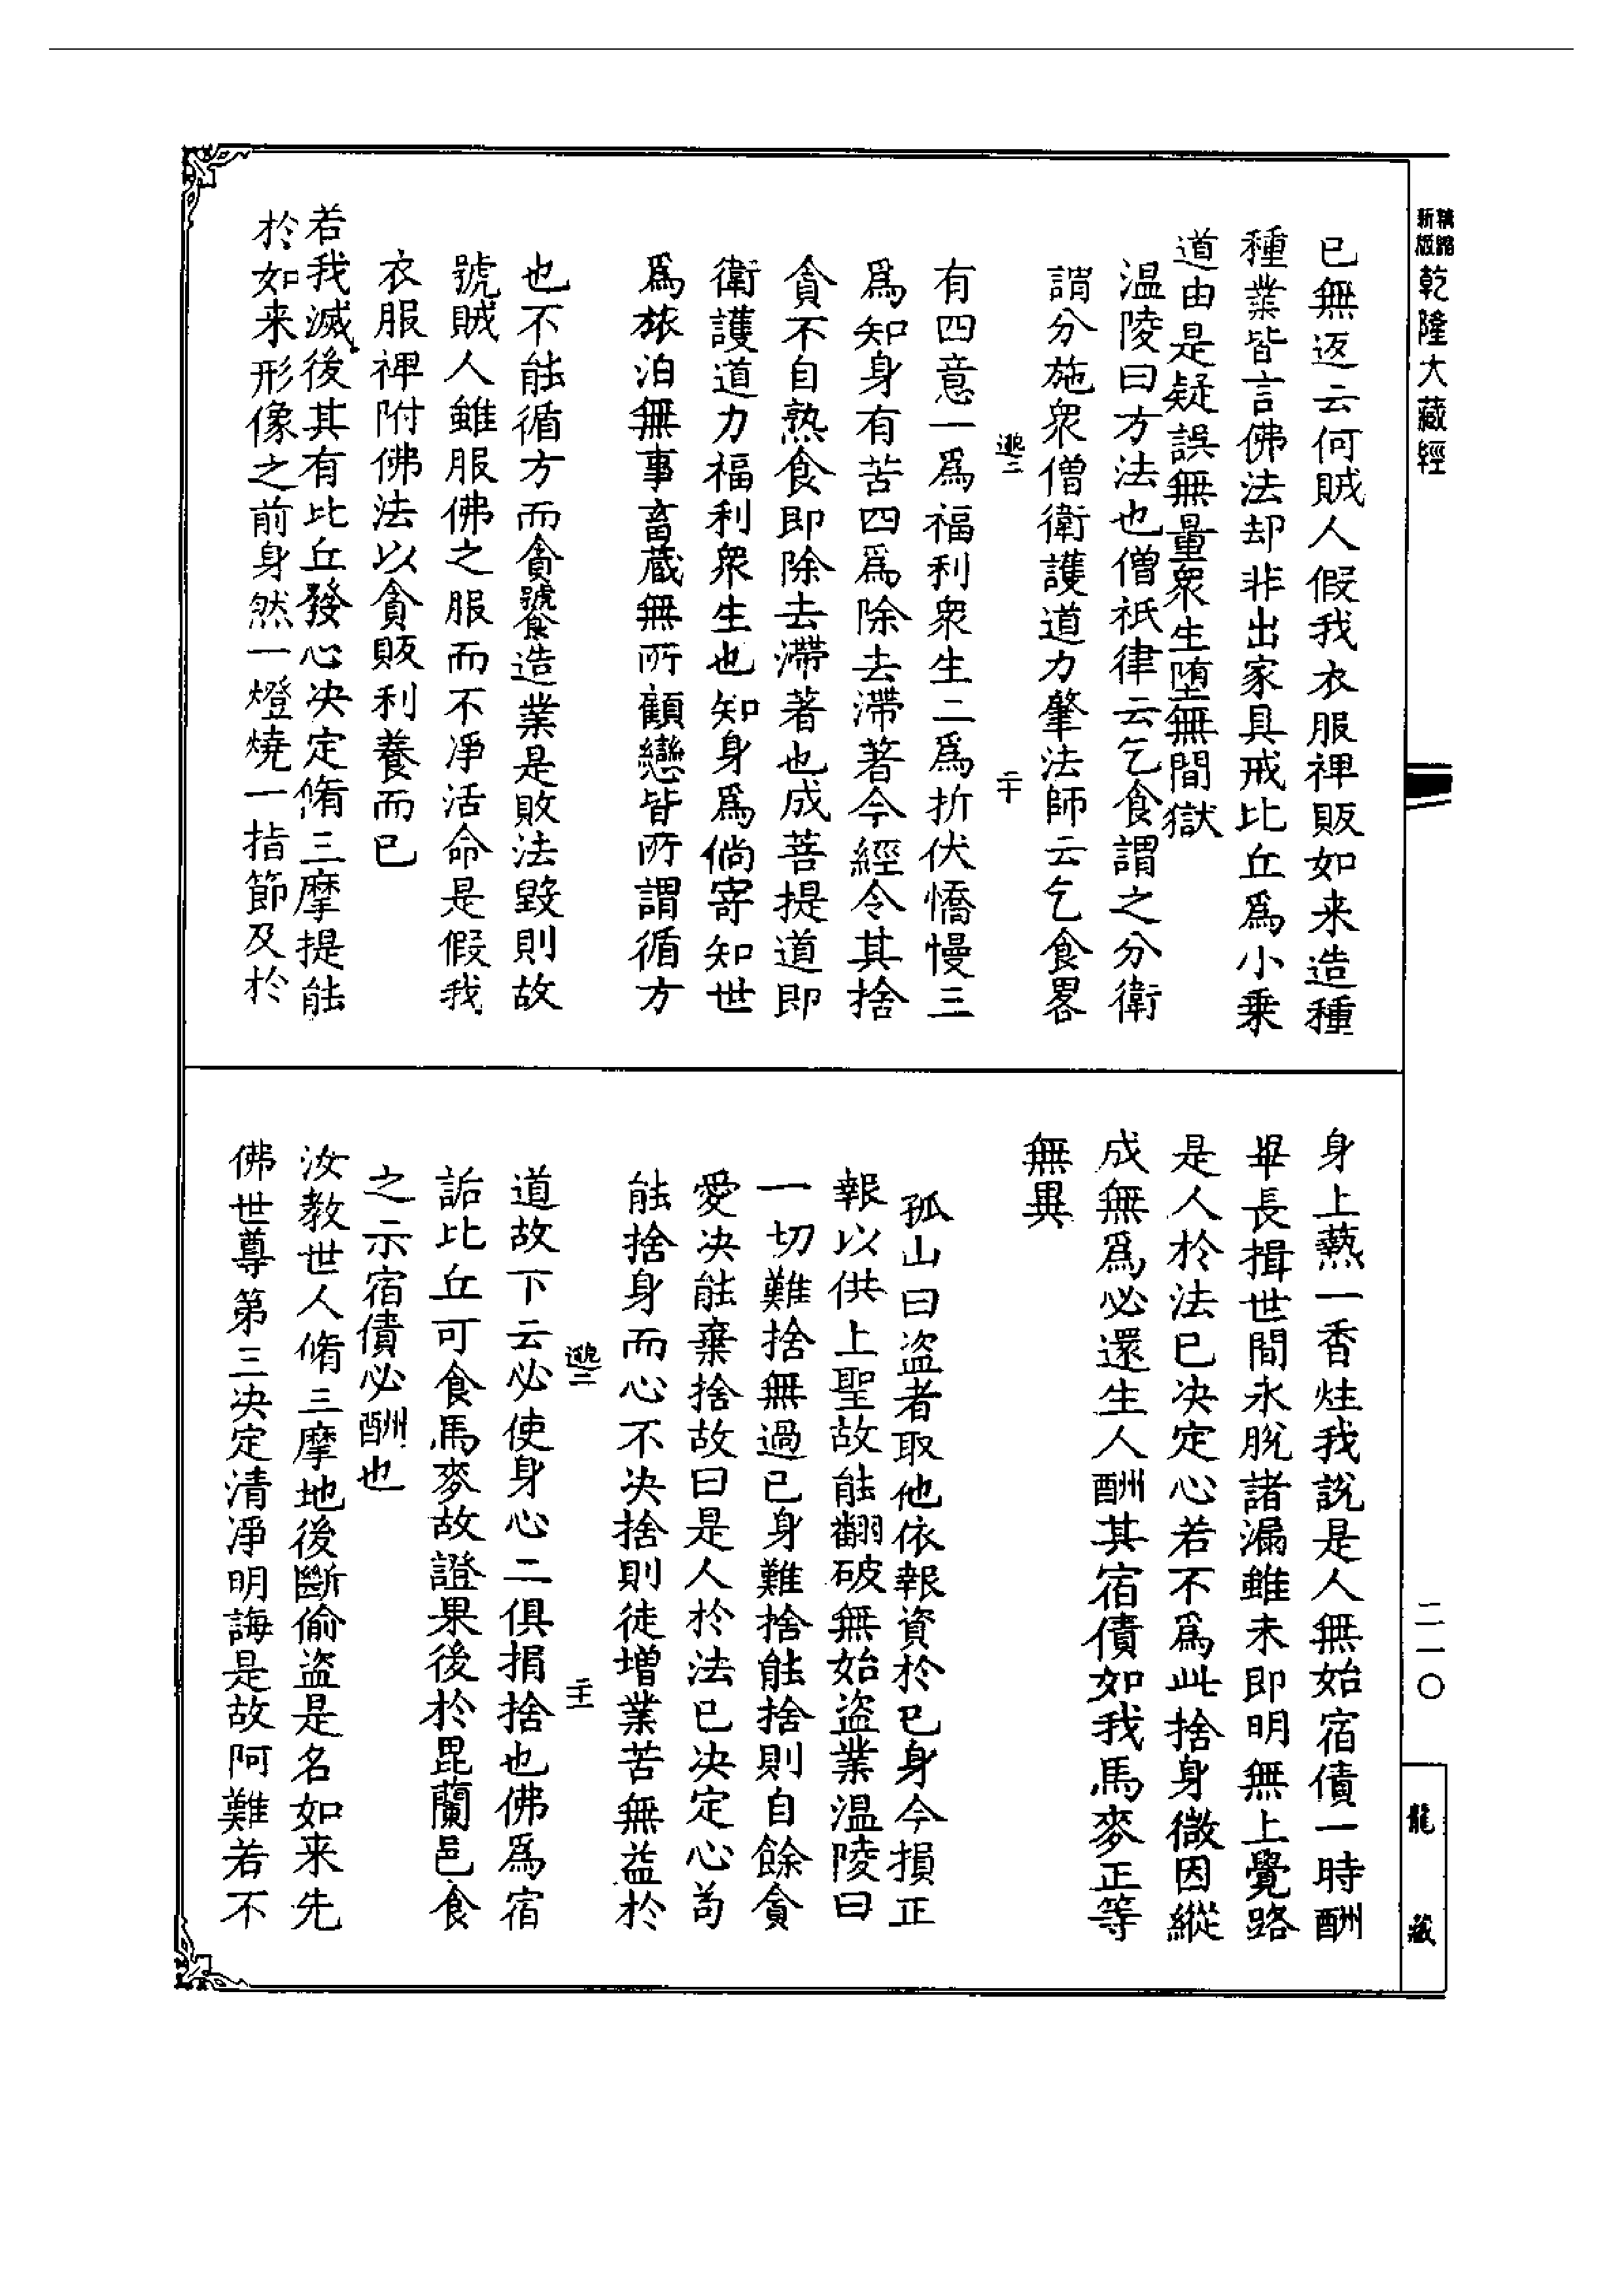 新版精縮
乾隆大藏經
已無返云何賊人假我衣服裨販如来造種
種業皆言佛法却非出家具戒比丘爲小乗
道由是疑誤無量衆生墮無間獄
温陵曰方法也僧祇律云乞食謂之分衛
謂分施衆僧衛護道力肇法師云乞食畧
二十
有四意一爲福利衆生二爲折伏憍慢三
爲知身有苦四爲除去滯著今經令其捨
貪不自熟食即除去滯著也成菩提道即
衛護道力福利衆生也知身爲倘寄知世
爲旅泊無事畜蔵無所顧戀皆所謂循方
也不能循方而貪饕造業是敗法毀則故
號賊人雖服佛之服而不淨活命是假我
衣服裨附佛法以貪販利養而已
若我滅後其有比丘發心决定脩三摩提能
於如来形像之前身然一燈燒一指節及於
身上爇一香炷我說是人無始宿債一時酬
畢長揖世間永脫諸漏雖未即明無上覺路
是人於法已决定心若不爲此捨身微因縱
成無爲必還生人酬其宿債如我馬麥正等
無異
孤山曰盜者取他依報資於已身今損正
報以供上聖故能翻破無始盜業温陵曰
一切難捨無過已身難捨能捨則自餘貪
愛决能棄捨故曰是人於法已决定心苟
能捨身而心不决捨則徒增業苦無益於
二十一
道故下云必使身心二俱捐捨也佛爲宿
詬比丘可食馬麥故證果後於毘蘭邑食
之示宿債必酬也
汝教世人脩三摩地後斷偷盜是名如来先
佛世尊第三决定清淨明誨是故阿難若不
二一〇
龍藏